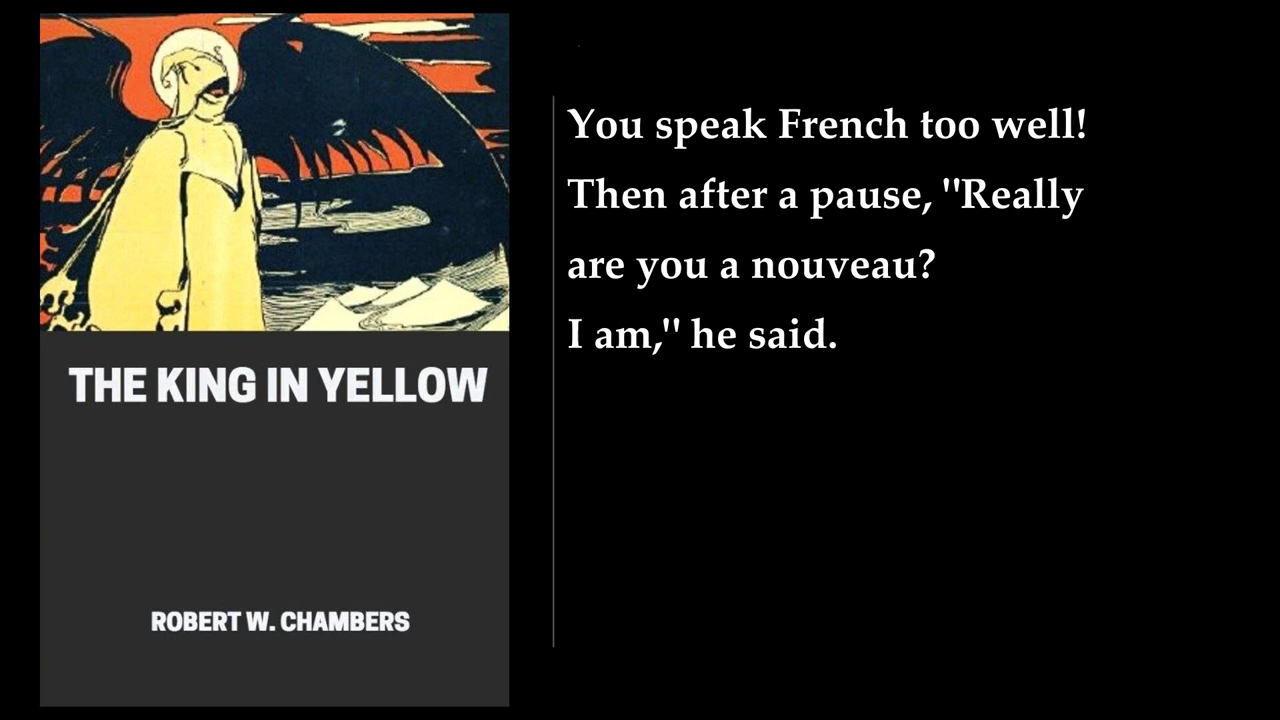 THE KING IN YELLOW
ROBERT W. CHAMBERS
You speak French too well!
Then after a pause, "Really
are you a nouveau?
I am," he said.